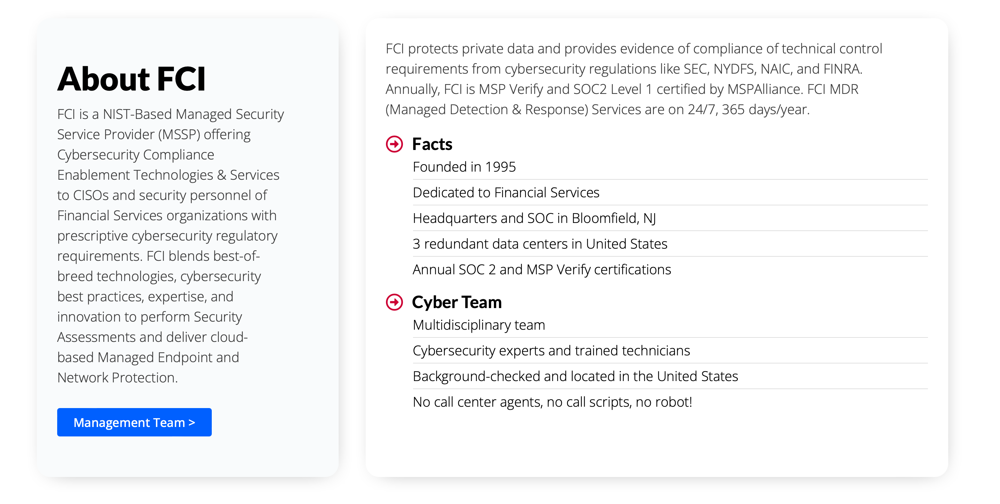 About FCI
FCI is a NIST-Based Managed Security
Service Provider (MSSP) offering
Cybersecurity Compliance
Enablement Technologies & Services
to CISOs and security personnel of
Financial Services organizations with
prescriptive cybersecurity regulatory
requirements. FCI blends best-of-
breed technologies, cybersecurity
best practices, expertise, and
innovation to perform Security
Assessments and deliver cloud-
based Managed Endpoint and
Network Protection.
Management Team >
FCI protects private data and provides evidence of compliance of technical control
requirements from cybersecurity regulations like SEC, NYDFS, NAIC, and FINRA.
Annually, FCI is MSP Verify and SOC2 Level 1 certified by MSPAlliance. FCI MDR
(Managed Detection & Response) Services are on 24/7, 365 days/year.
Facts
Founded in 1995
Dedicated to Financial Services
Headquarters and SOC in Bloomfield, NJ
3 redundant data centers in United States
Annual SOC 2 and MSP Verify certifications
Cyber Team
Multidisciplinary team
Cybersecurity experts and trained technicians
Background-checked and located in the United States
No call center agents, no call scripts, no robot!